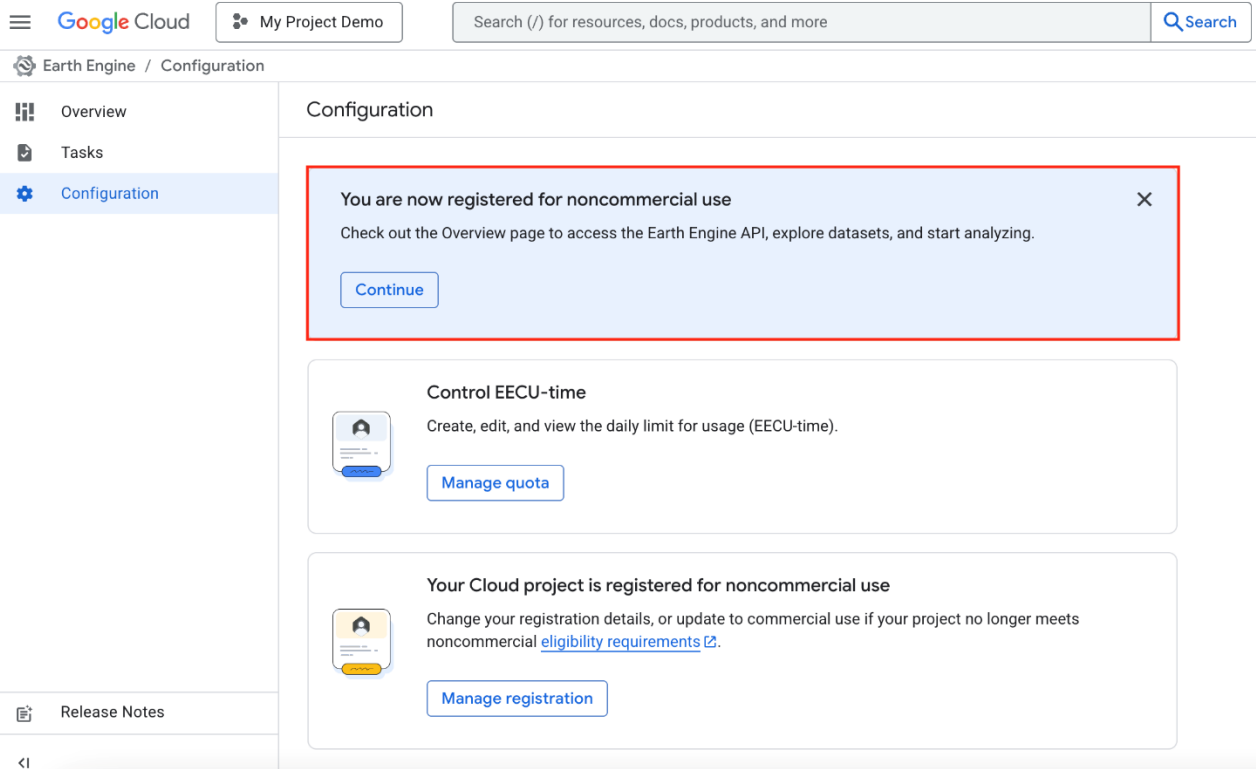 Google Cloud
My Project Demo
Search (/) for resources, docs, products, and more
Search
Earth Engine / Configuration
Overview
Tasks
Configuration
Release Notes
Configuration
You are now registered for noncommercial use
Check out the Overview page to access the Earth Engine API, explore datasets, and start analyzing.
Continue
Control EECU-time
Create, edit, and view the daily limit for usage (EECU-time).
Manage quota
Your Cloud project is registered for noncommercial use
Change your registration details, or update to commercial use if your project no longer meets
noncommercial eligibility requirements.
Manage registration